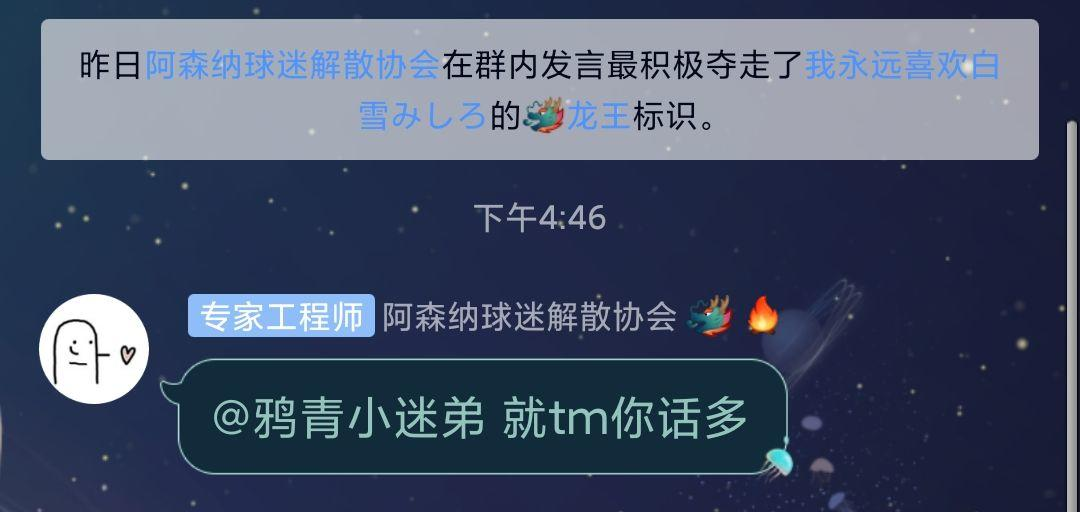 昨日阿森纳球迷解散协会在群内发言最积极夺走了我永远喜欢白
雪みしろ的龙王标识。
下午4:46
专家工程师 阿森纳球迷解散协会
@鸦青小迷弟 就tm你话多